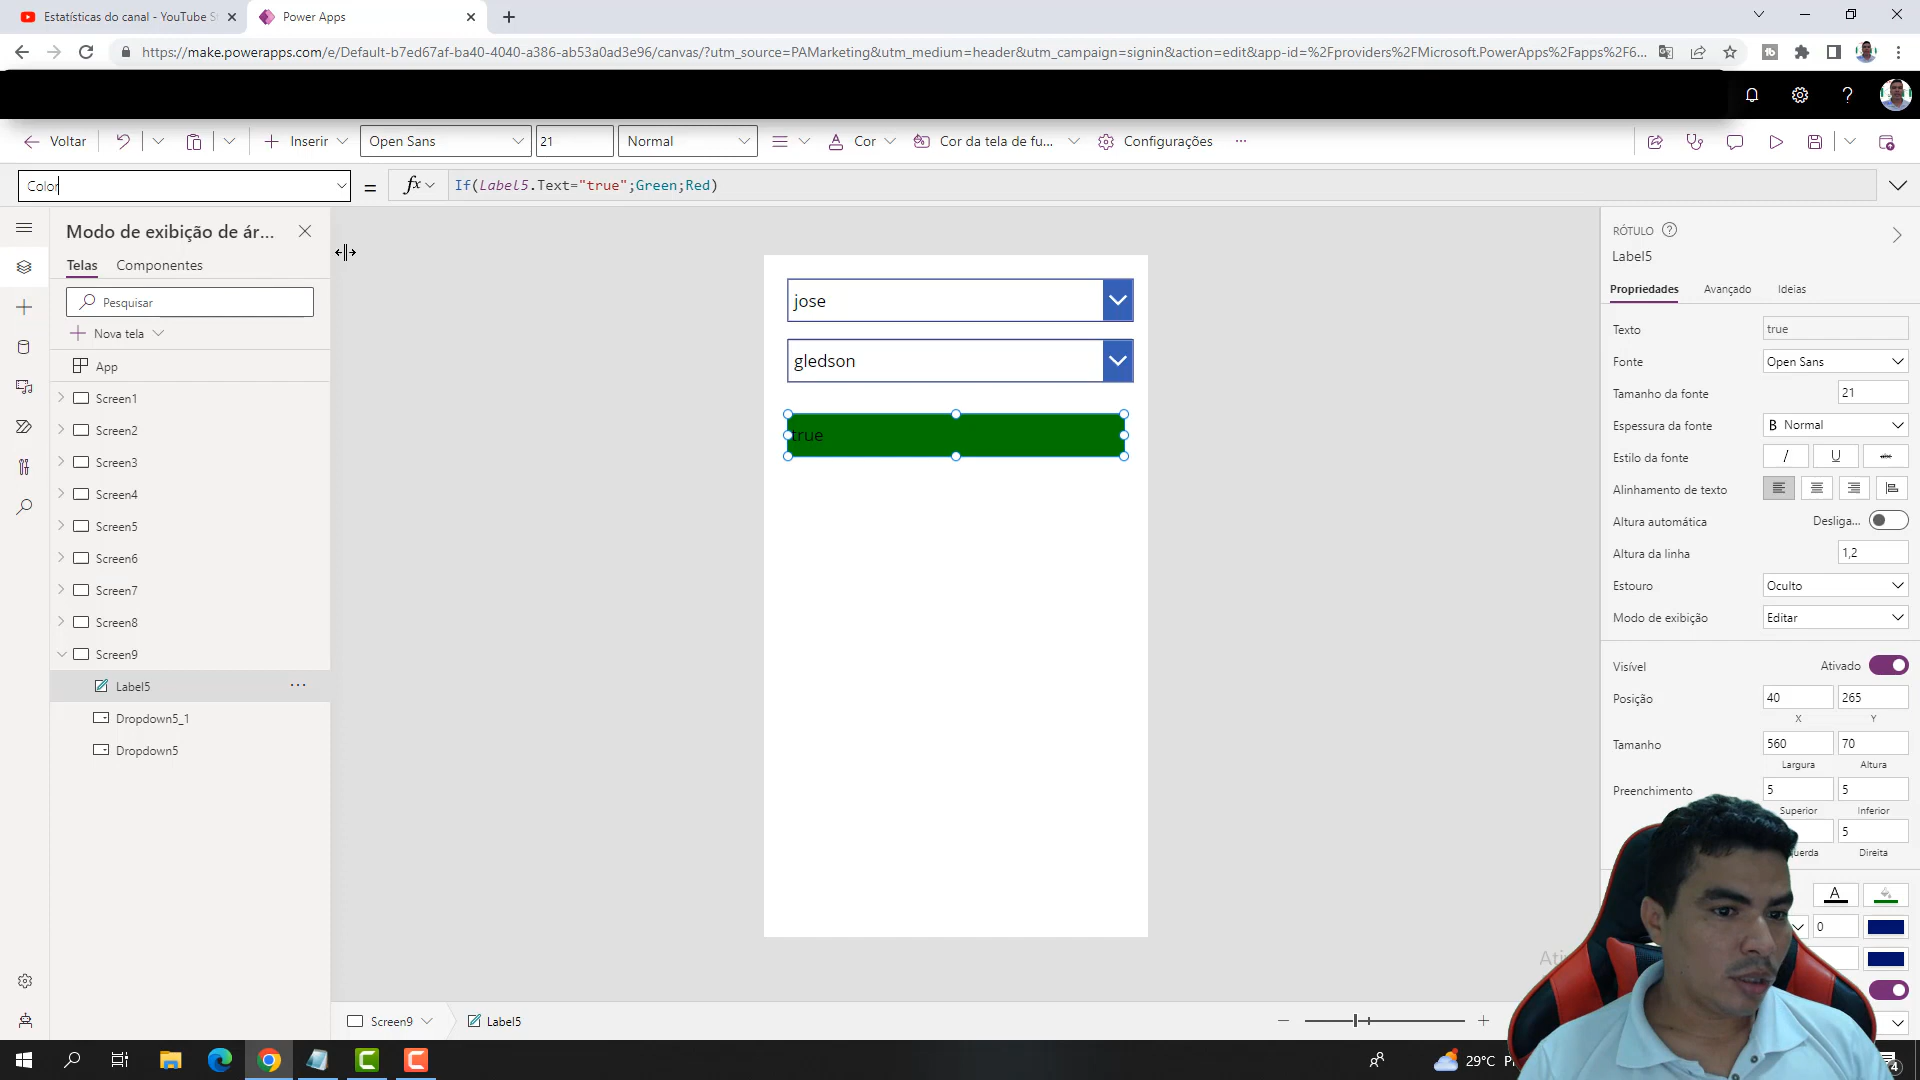 Estatísticas do canal - YouTube S
Power Apps
https://make.powerapps.com/e/Default-b7ed67af-ba40-4040-a386-ab53a0ad3e96/canvas/?utm_source=PAMarketing&utm_medium=header&utm_campaign=signin&action=edit&app-id=%2Fproviders%2FMicrosoft.PowerApps%2Fapps%2F6...
Voltar
Inserir
Open Sans
21
Normal
Cor
Cor da tela de fu...
Configurações
Color
=
fx
If(Label5.Text="true";Green;Red)
Modo de exibição de ár...
Telas
Componentes
Pesquisar
Nova tela
App
Screen1
Screen2
Screen3
Screen4
Screen5
Screen6
Screen7
Screen8
Screen9
Label5
Dropdown5_1
Dropdown5
jose
gledson
true
RÓTULO
Label5
Propriedades
Avançado
Ideias
Texto
true
Fonte
Open Sans
Tamanho da fonte
21
Espessura da fonte
B Normal
Estilo da fonte
/ U abc
Alinhamento de texto
Altura automática
Desliga...
Altura da linha
1,2
Estouro
Oculto
Modo de exibição
Editar
Visível
Ativado
Posição
40
265
X
Y
Tamanho
560
70
Largura
Altura
Preenchimento
5
5
Superior
Inferior
5
uerda
Direita
A
0
Screen9
Label5
29°C
4